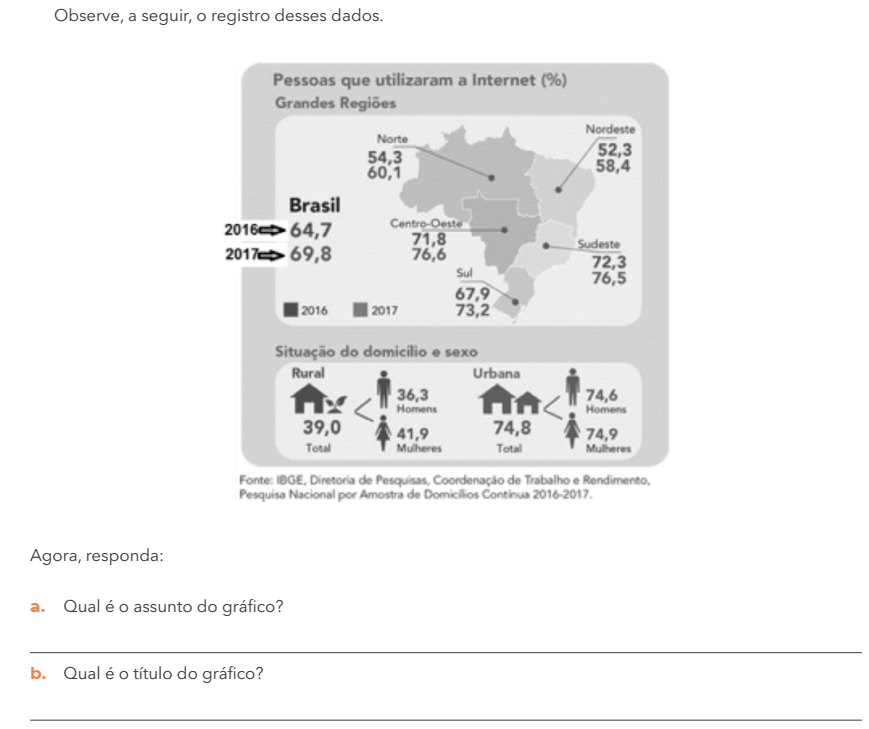 Observe, a seguir, o registro desses dados.
Pessoas que utilizaram a Internet (%)
Grandes Regiões
Nordeste
52,3
58,4
Norte
54,3
60,1
Brasil
2016 64,7
2017 69,8
Centro-Oeste
71,8
76,6
Sudeste
72,3
76,5
Sul
67,9
73,2
2016 2017
Situação do domicílio e sexo
Rural
39,0
Total
36,3
Homens
41,9
Mulheres
Urbana
74,8
Total
74,6
Homens
74,9
Mulheres
Fonte: IBGE, Diretoria de Pesquisas, Coordenação de Trabalho e Rendimento,
Pesquisa Nacional por Amostra de Domicílios Contínua 2016-2017.
Agora, responda:
a. Qual é o assunto do gráfico?
b. Qual é o título do gráfico?